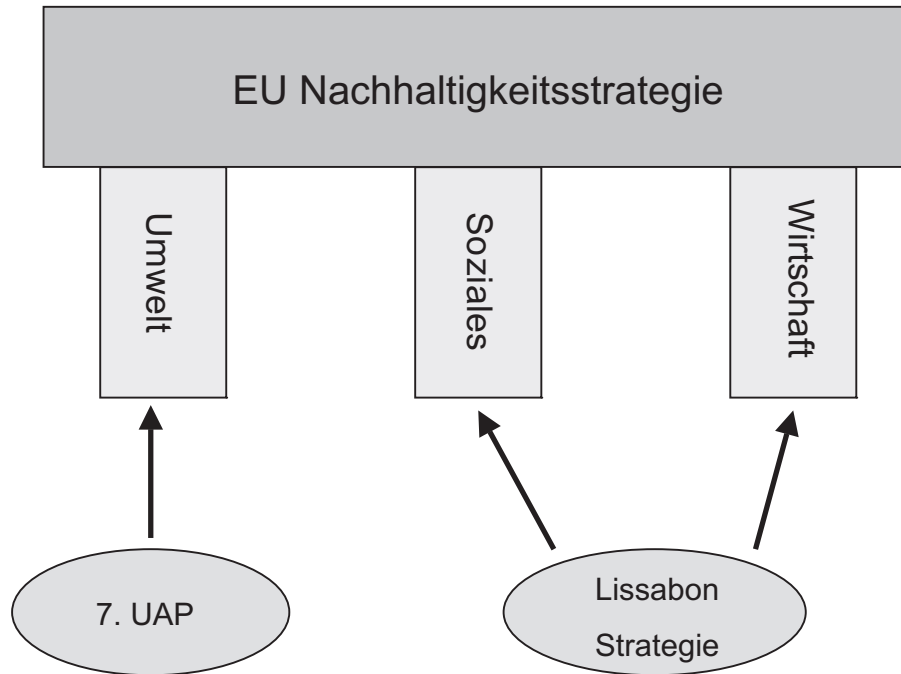 EU Nachhaltigkeitsstrategie
Umwelt
Soziales
Wirtschaft
7. UAP
Lissabon
Strategie